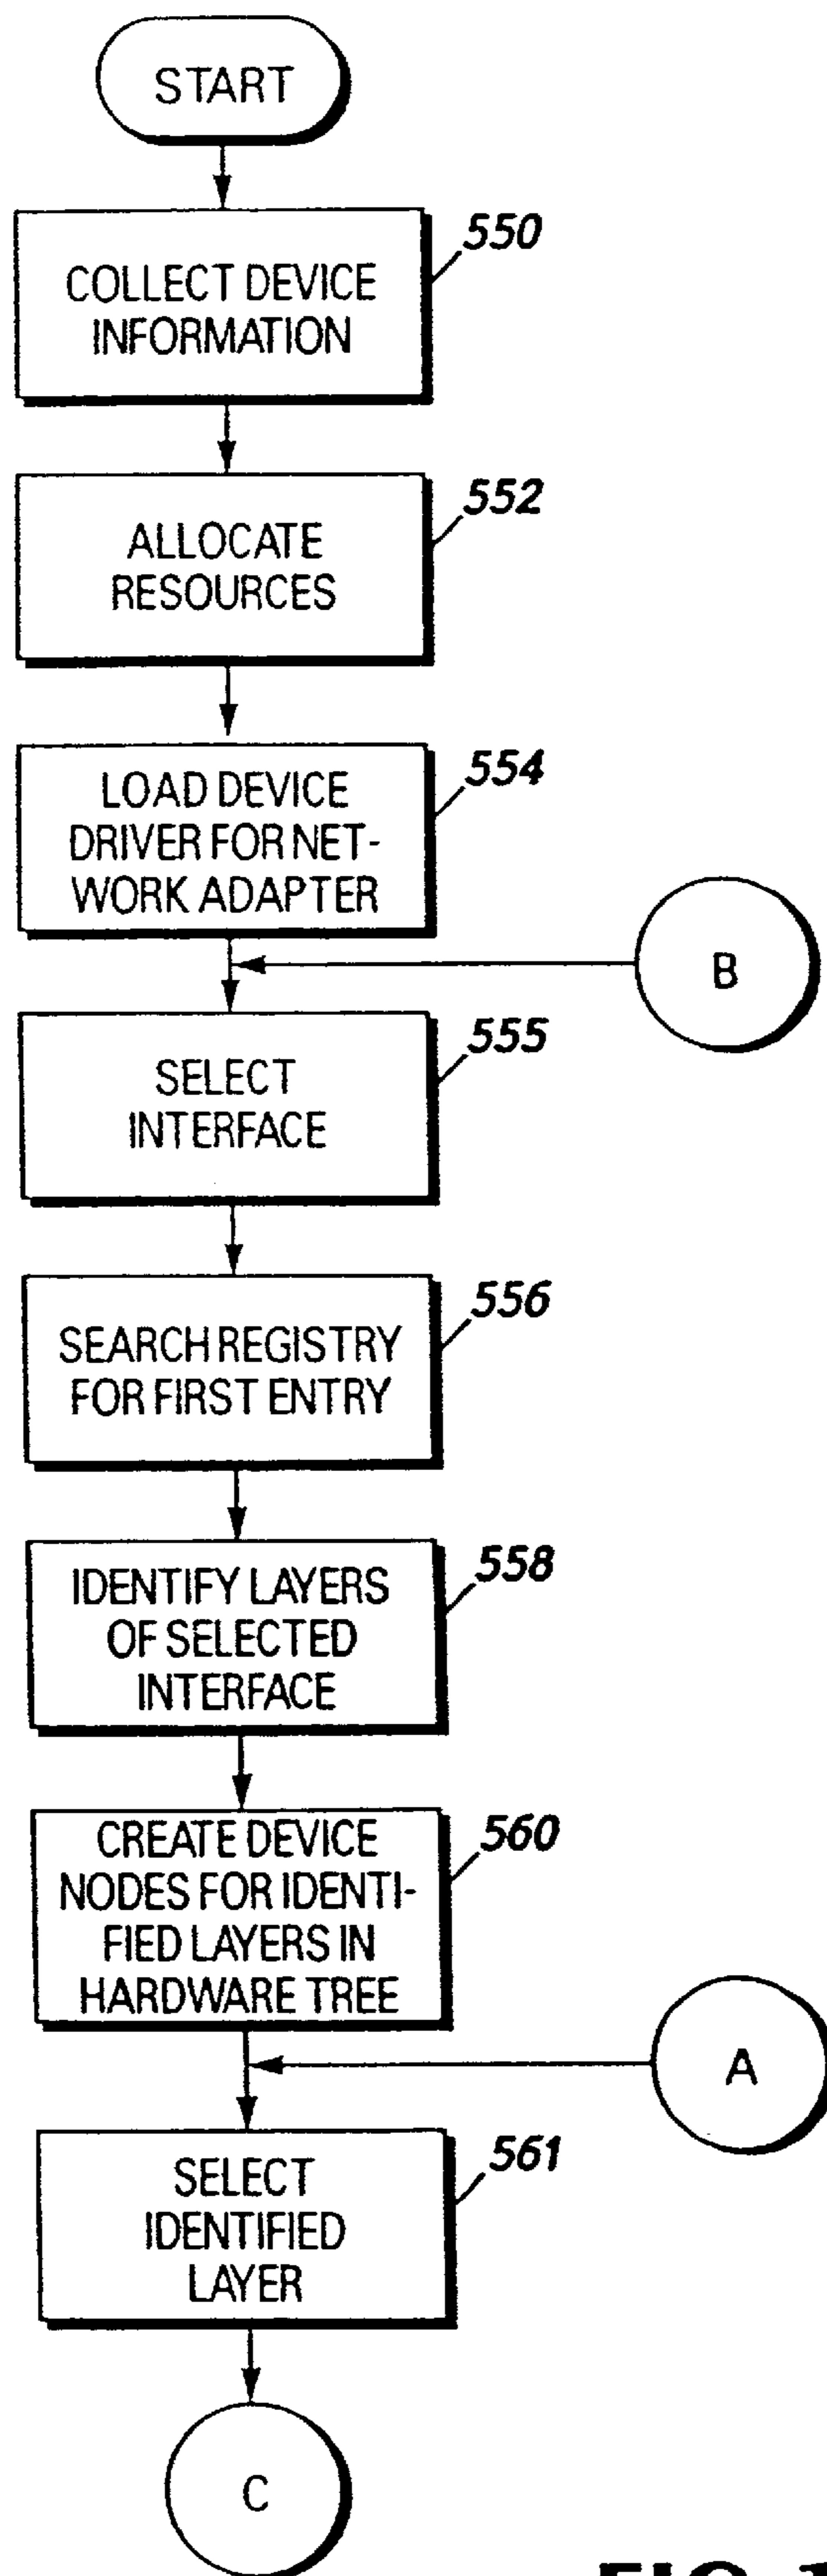 START
550
COLLECT DEVICE
INFORMATION
552
ALLOCATE
RESOURCES
554
LOAD DEVICE
DRIVER FOR NET-
WORK ADAPTER
B
555
SELECT
INTERFACE
556
SEARCH REGISTRY
FOR FIRST ENTRY
558
IDENTIFY LAYERS
OF SELECTED
INTERFACE
560
CREATE DEVICE
NODES FOR IDENTI-
FIED LAYERS IN
HARDWARE TREE
A
561
SELECT
IDENTIFIED
LAYER
C